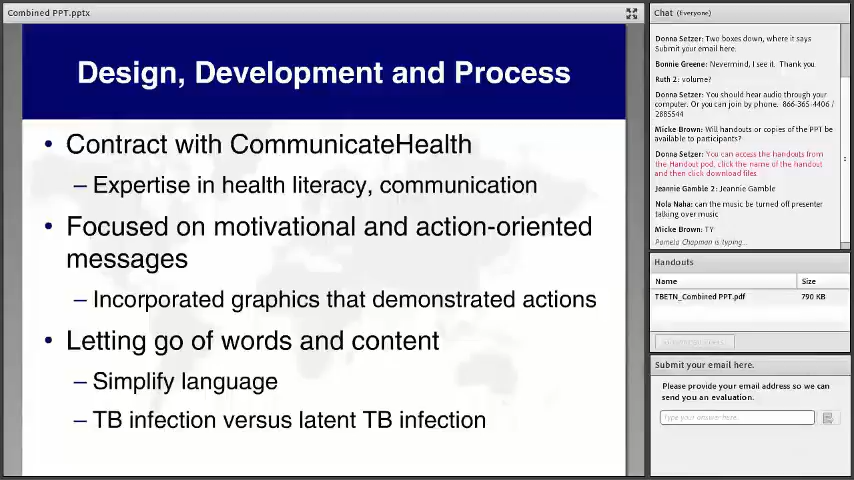 Combined PPT.pptx
Design, Development and Process
• Contract with CommunicateHealth
– Expertise in health literacy, communication
• Focused on motivational and action-oriented
messages
– Incorporated graphics that demonstrated actions
• Letting go of words and content
– Simplify language
– TB infection versus latent TB infection
Chat (Everyone)
Donna Setzer: Two boxes down, where it says
Submit your email here.
Bonnie Greene: Nevermind, I see it. Thank you.
Ruth 2: volume?
Donna Setzer: You should hear audio through your
computer. Or you can join by phone. 866-365-4406 /
2885544
Micke Brown: Will handouts or copies of the PPT be
available to participants?
Donna Setzer: You can access the handouts from
the Handout pod, click the name of the handout
and then click download files.
Jeannie Gamble 2: Jeannie Gamble
Nola Naha: can the music be turned off presenter
talking over music
Micke Brown: TY
Pamela Chapman is typing...
Handouts
Name Size
TBETN_Combined PPT.pdf 790 KB
Submit your email here.
Please provide your email address so we can
send you an evaluation.
Type your answer here.